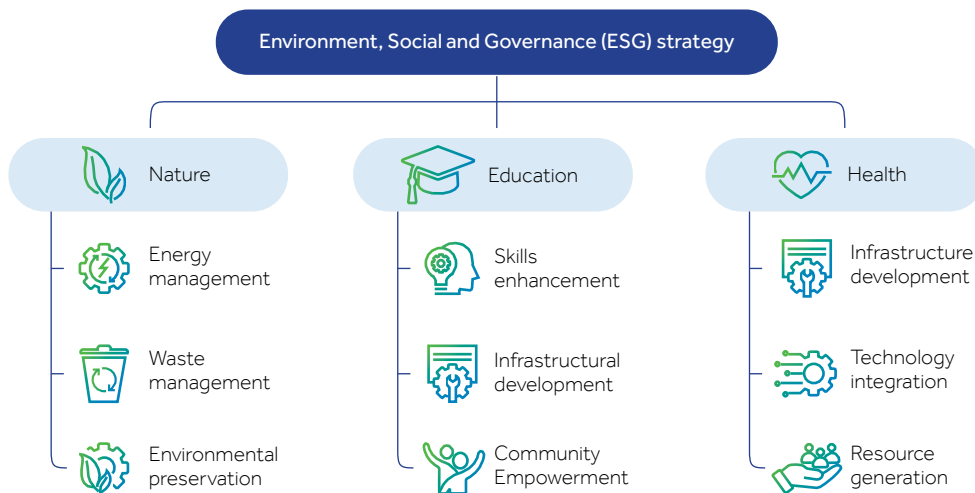 Environment, Social and Governance (ESG) strategy
Nature
Energy
management
Waste
management
Environmental
preservation
Education
Skills
enhancement
Infrastructural
development
Community
Empowerment
Health
Infrastructure
development
Technology
integration
Resource
generation